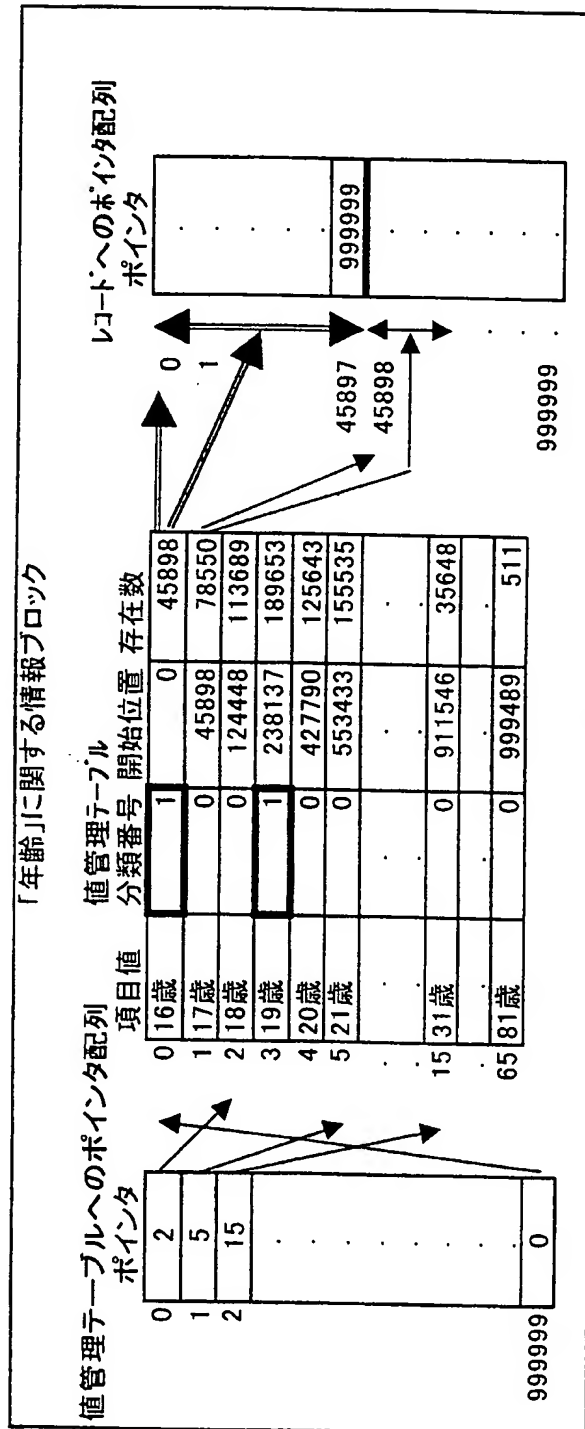 「年齢」に関する情報ブロック
値管理テーブルへのポインタ配列
ポインタ
0 2
1 5
2 15
. . . . . . .
999999 0
値管理テーブル
項目値 分類番号 開始位置 存在数
0 16歳 1 0 45898
1 17歳 0 45898 78550
2 18歳 0 124448 113689
3 19歳 1 238137 189653
4 20歳 0 427790 125643
5 21歳 0 553433 155535
. . . . .
15 31歳 0 911546 35648
. . . . .
65 81歳 0 999489 511
レコードへのポインタ配列
ポインタ
0
1
. . . . .
45897 999999
45898
. . . . . .
999999